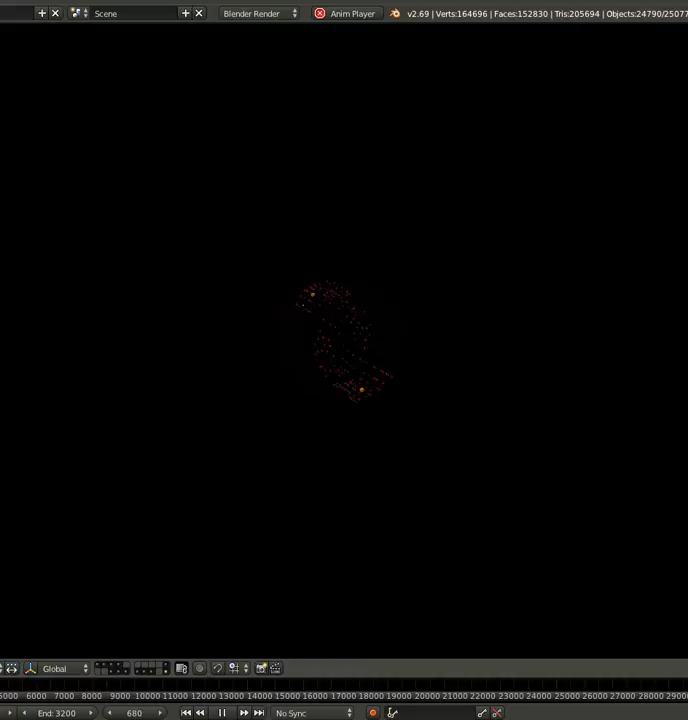 Scene Blender Render Anim Player v2.69 | Verts:164696 | Faces:152830 | Tris:205694 | Objects:24790/25077
Global
5000 6000 7000 8000 9000 10000 11000 12000 13000 14000 15000 16000 17000 18000 19000 20000 21000 22000 23000 24000 25000 26000 27000 28000 29000
End: 3200 680 No Sync